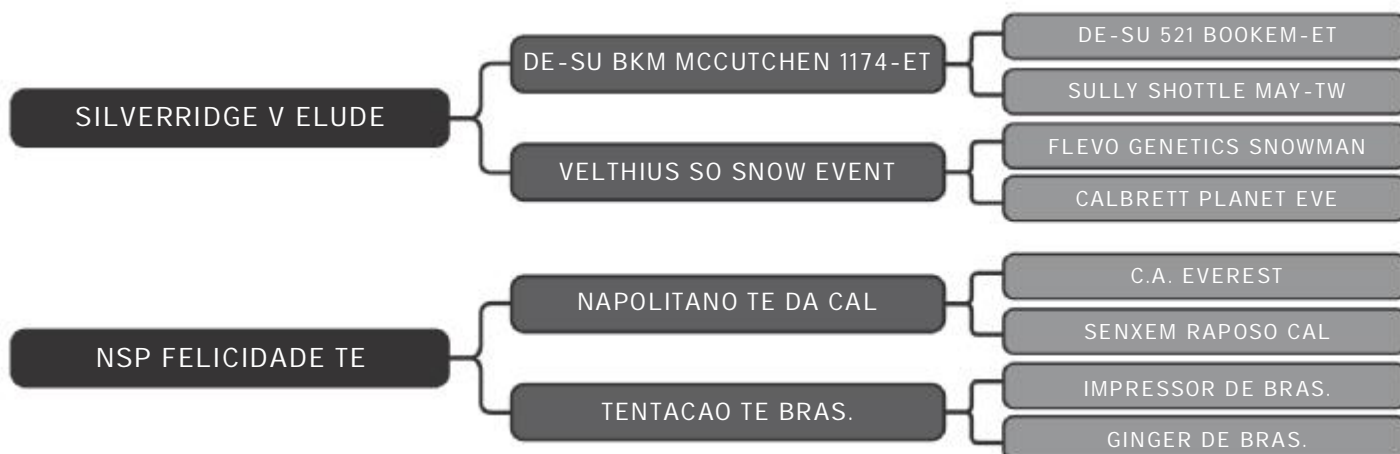 DE-SU 521 BOOKEM-ET
DE-SU BKM MCCUTCHEN 1174-ET
SULLY SHOTTLE MAY-TW
SILVERRIDGE V ELUDE
FLEVO GENETICS SNOWMAN
VELTHIUS SO SNOW EVENT
CALBRETT PLANET EVE
C.A. EVEREST
NAPOLITANO TE DA CAL
SENXEM RAPOSO CAL
NSP FELICIDADE TE
IMPRESSOR DE BRAS.
TENTACAO TE BRAS.
GINGER DE BRAS.